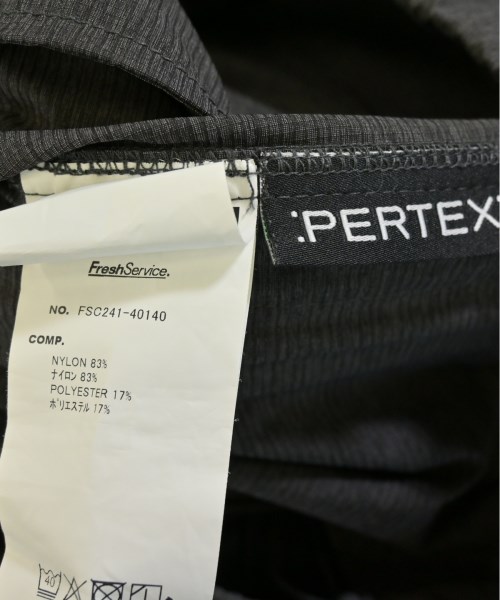 :PERTEX
FreshService.
NO. FSC241-40140
COMP.
NYLON 83%
ナイロン 83%
POLYESTER 17%
ポリエステル 17%
40